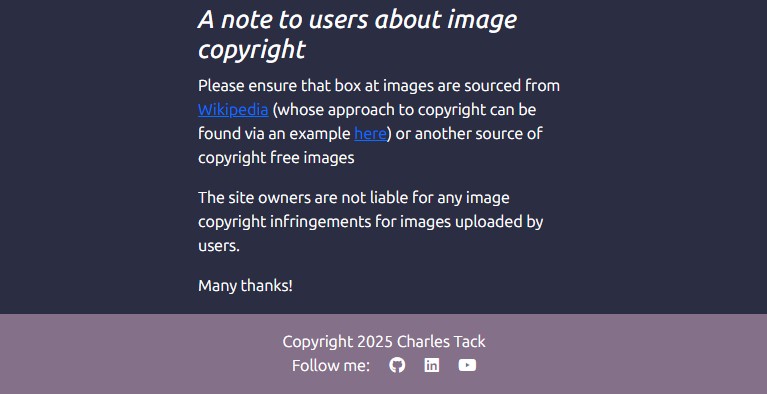 A note to users about image
copyright
Please ensure that box at images are sourced from
Wikipedia (whose approach to copyright can be
found via an example here) or another source of
copyright free images
The site owners are not liable for any image
copyright infringements for images uploaded by
users.
Many thanks!
Copyright 2025 Charles Tack
Follow me: